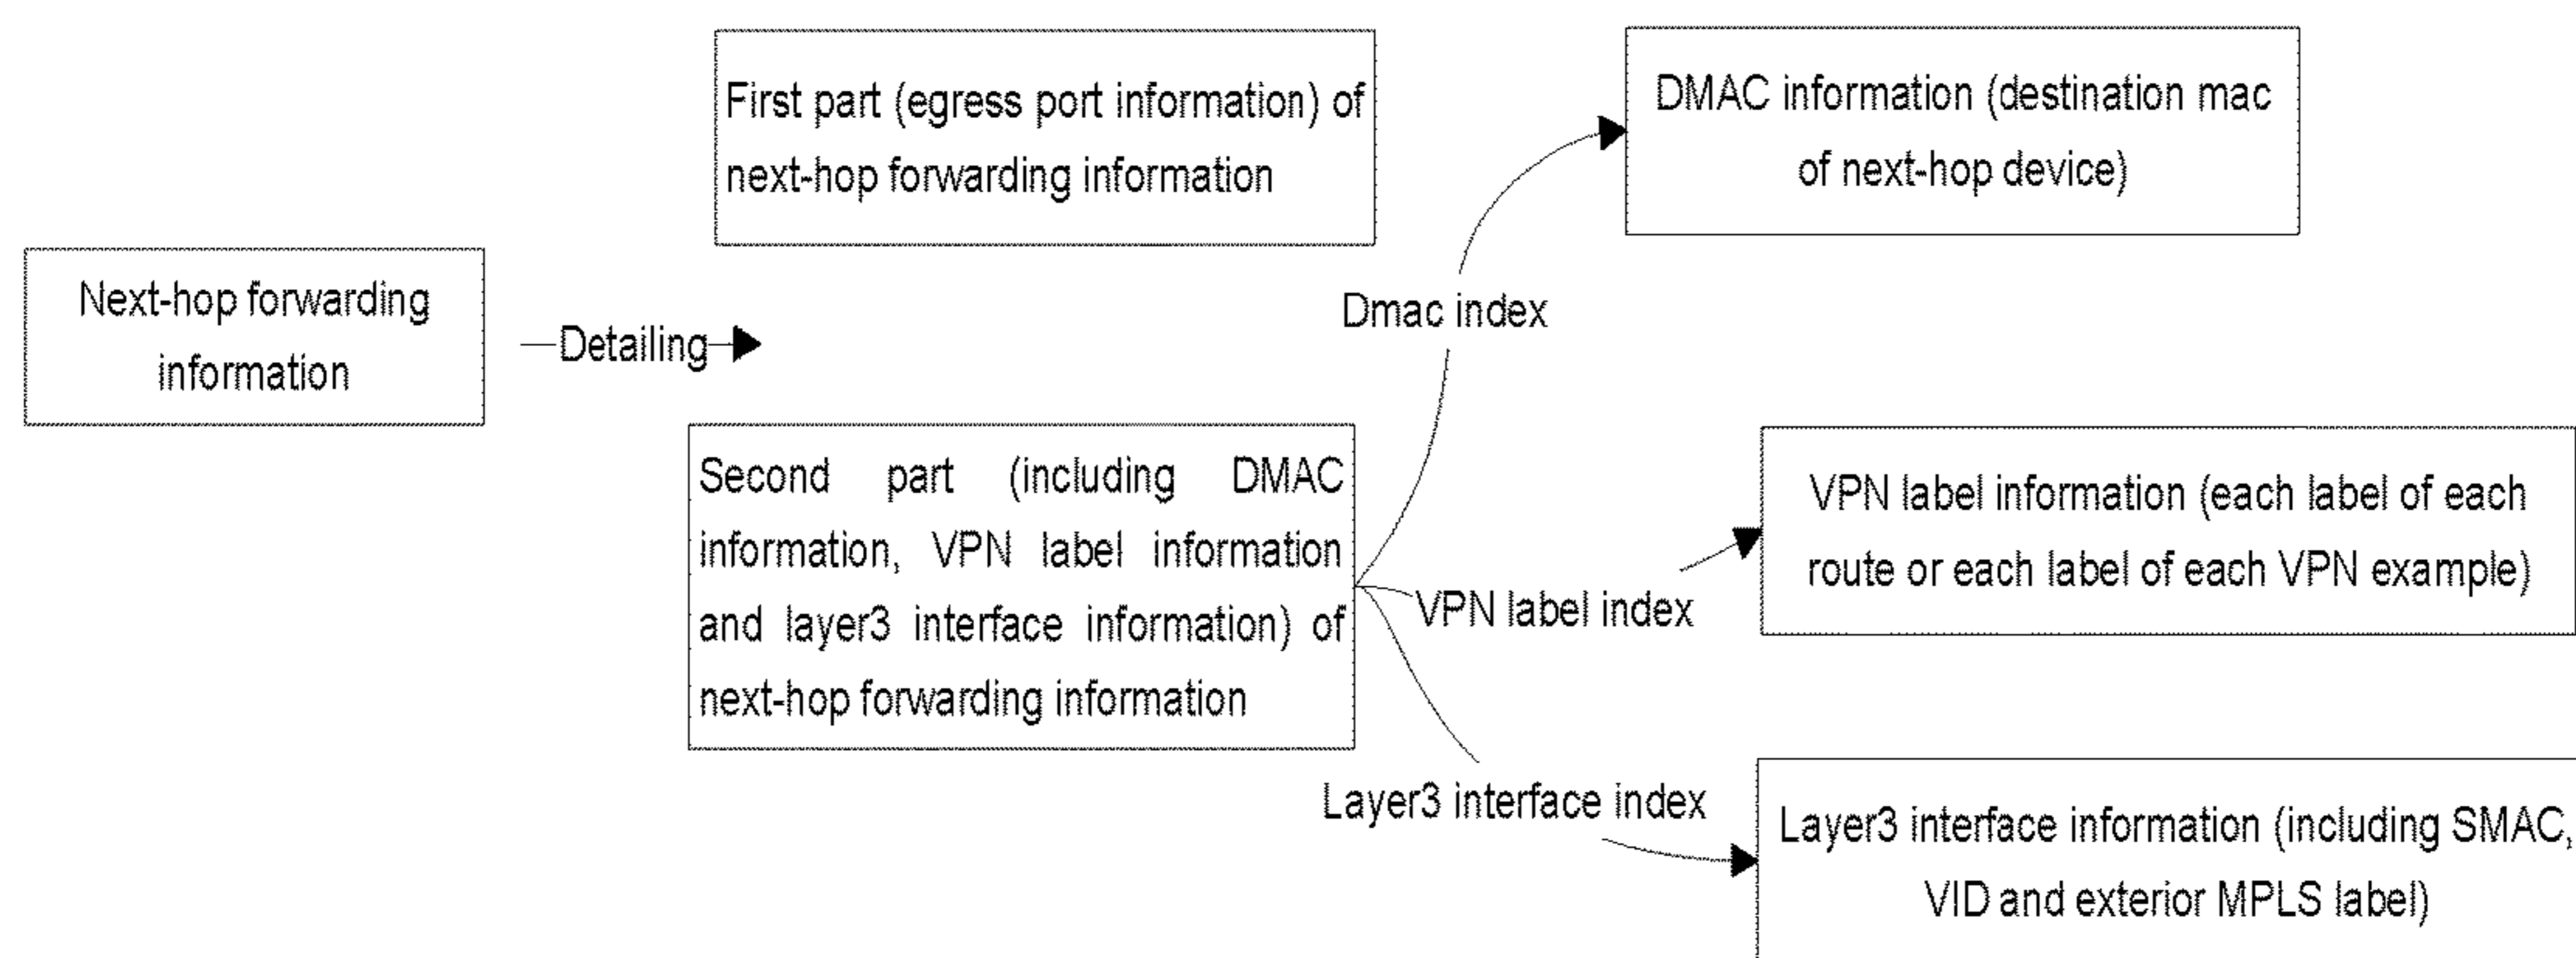 Next-hop forwarding
information
Detailing
First part (egress port information) of
next-hop forwarding information
Second part (including DMAC
information, VPN label information
and layer3 interface information) of
next-hop forwarding information
Dmac index
DMAC information (destination mac
of next-hop device)
VPN label index
VPN label information (each label of each
route or each label of each VPN example)
Layer3 interface index
Layer3 interface information (including SMAC,
VID and exterior MPLS label)